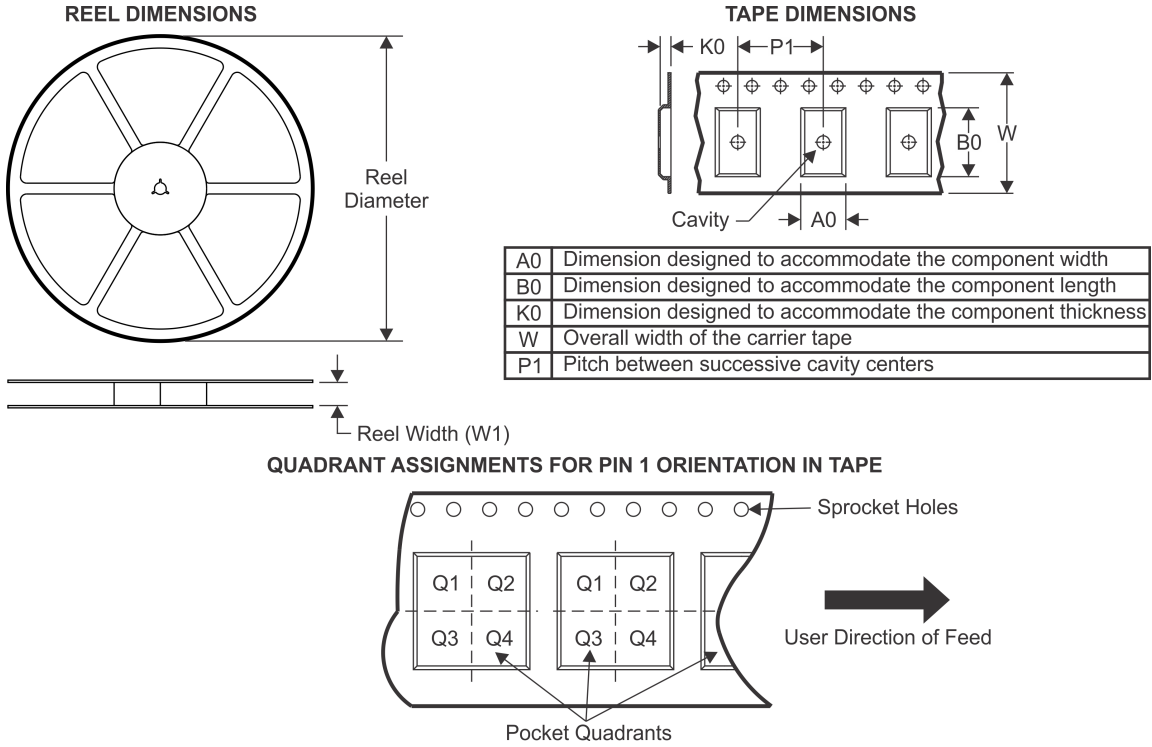 REEL DIMENSIONS
Reel
Diameter
Reel Width (W1)
TAPE DIMENSIONS
K0 P1
B0 W
Cavity A0
A0 Dimension designed to accommodate the component width
B0 Dimension designed to accommodate the component length
K0 Dimension designed to accommodate the component thickness
W Overall width of the carrier tape
P1 Pitch between successive cavity centers
QUADRANT ASSIGNMENTS FOR PIN 1 ORIENTATION IN TAPE
Sprocket Holes
Q1 Q2 Q1 Q2
Q3 Q4 Q3 Q4
User Direction of Feed
Pocket Quadrants